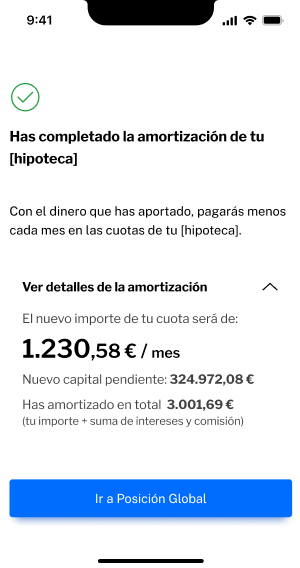 9:41
Has completado la amortización de tu
[hipoteca]
Con el dinero que has aportado, pagarás menos
cada mes en las cuotas de tu [hipoteca].
Ver detalles de la amortización
El nuevo importe de tu cuota será de:
1.230,58 € / mes
Nuevo capital pendiente: 324.972,08 €
Has amortizado en total 3.001,69 €
(tu importe + suma de intereses y comisión)
Ir a Posición Global